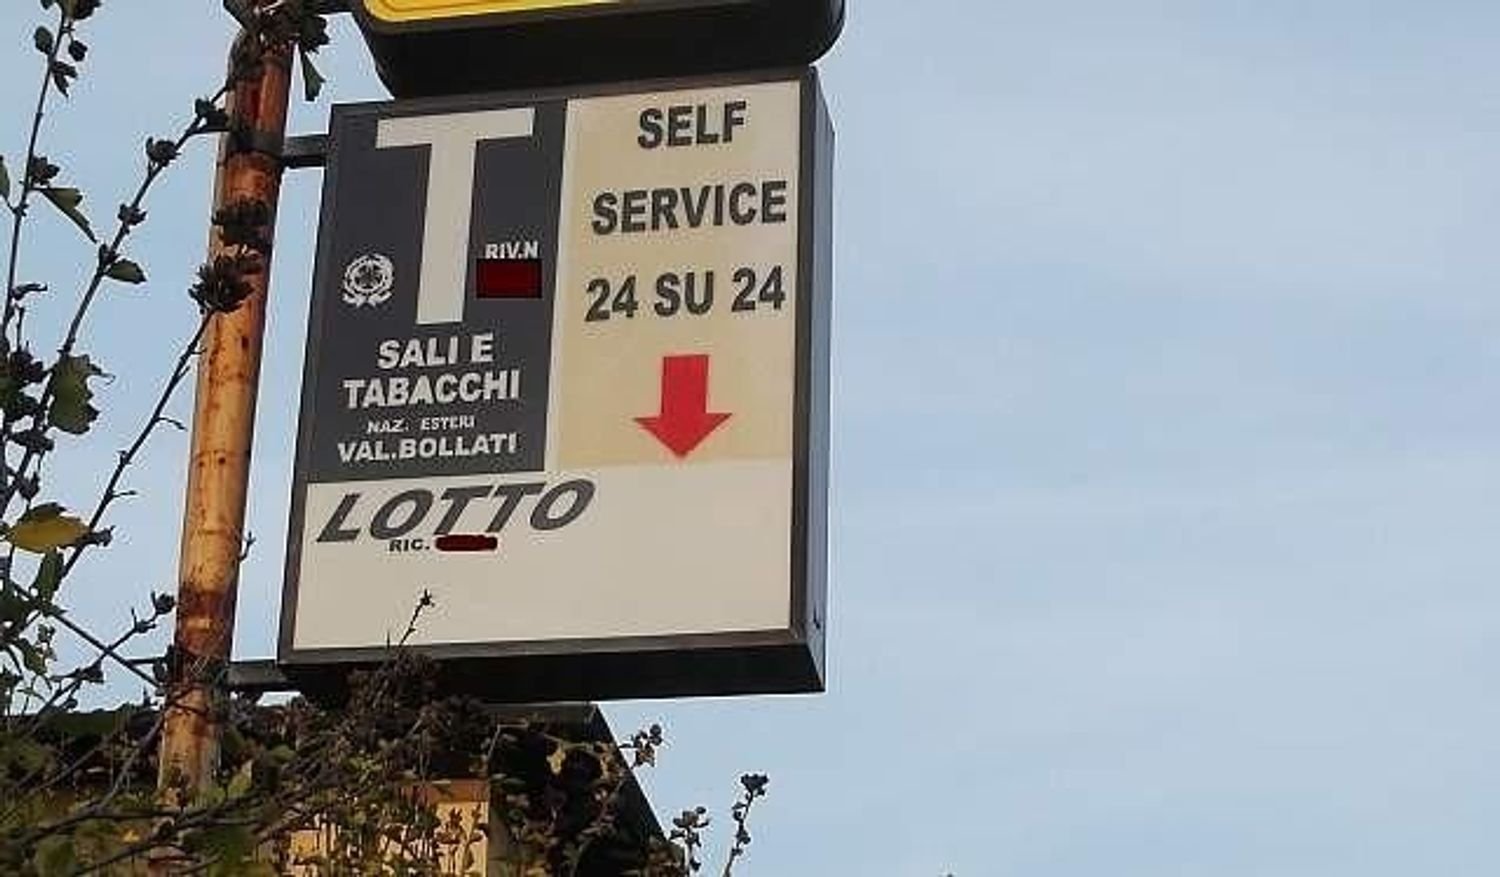 T
RIV.N
SALI E
TABACCHI
NAZ. ESTERI
VAL.BOLLATI
SELF
SERVICE
24 SU 24
LOTTO
RIC.